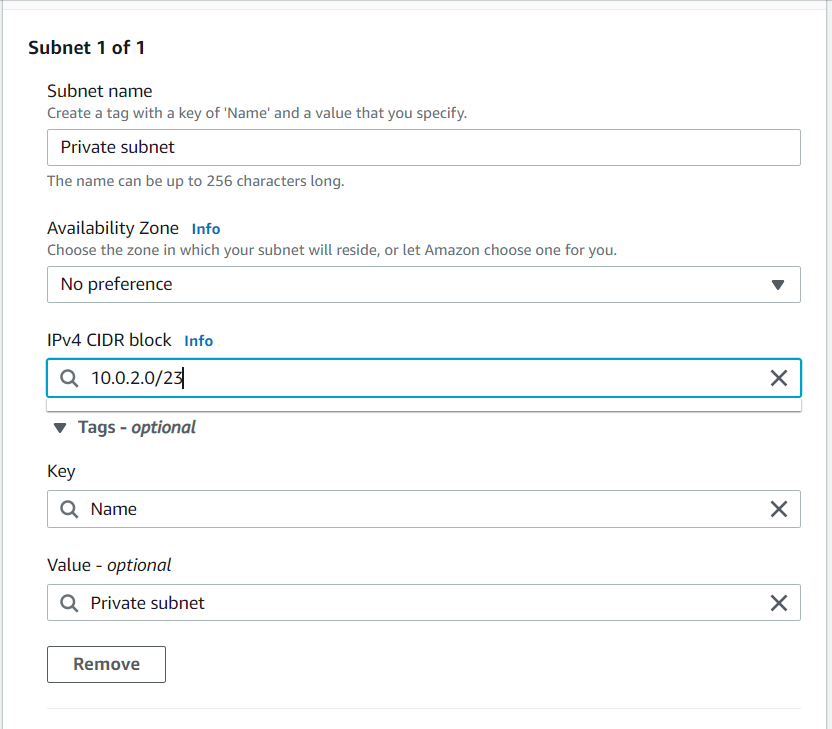 Subnet 1 of 1
Subnet name
Create a tag with a key of 'Name' and a value that you specify.
Private subnet
The name can be up to 256 characters long.
Availability Zone Info
Choose the zone in which your subnet will reside, or let Amazon choose one for you.
No preference
IPv4 CIDR block Info
10.0.2.0/23
Tags - optional
Key
Name
Value - optional
Private subnet
Remove